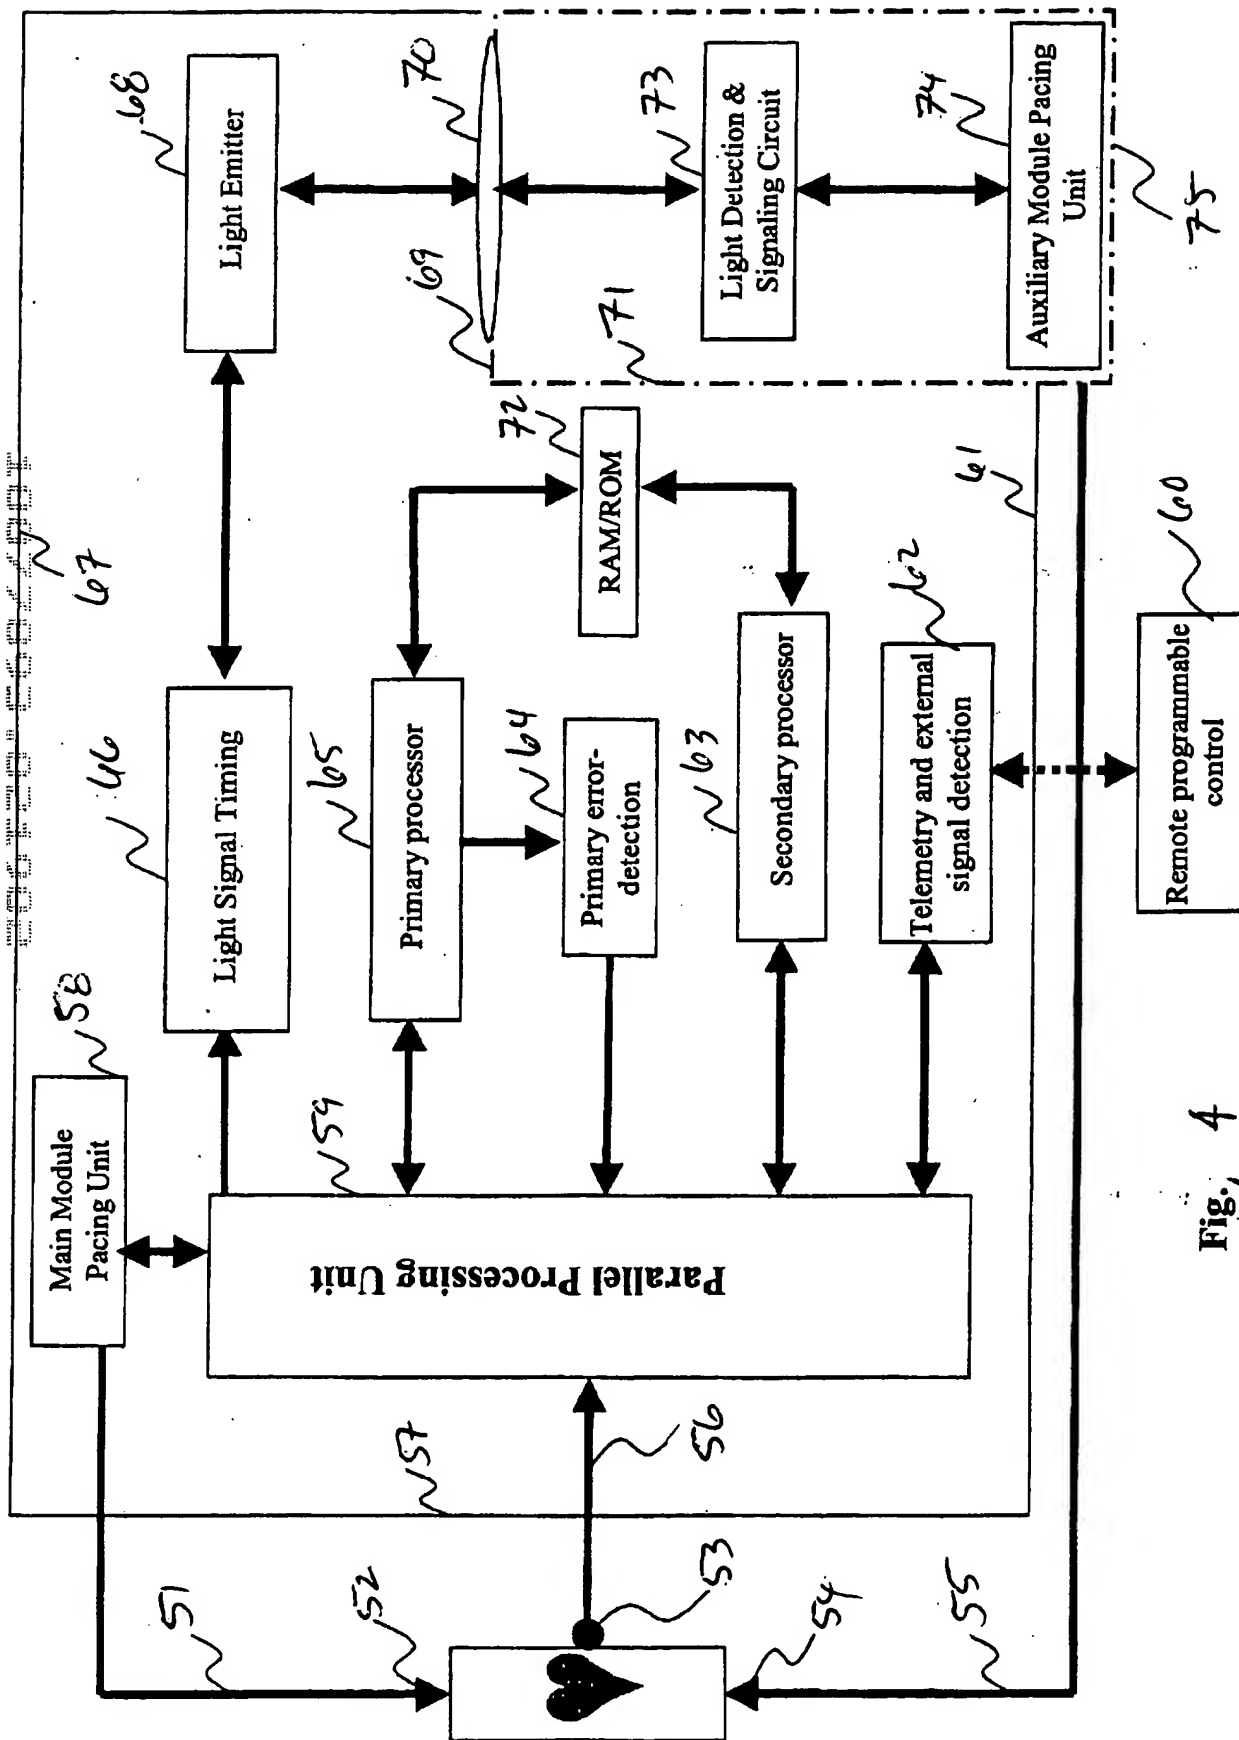 67
58
Main Module
Pacing Unit
66
Light Signal Timing
68
Light Emitter
51
52
57
59
Parallel Processing Unit
65
Primary processor
69
70
53
56
64
Primary error-
detection
72
RAM/ROM
71
73
Light Detection &
Signaling Circuit
63
Secondary processor
54
55
62
Telemetry and external
signal detection
61
74
Auxiliary Module Pacing
Unit
75
60
Remote programmable
control
Fig., 4